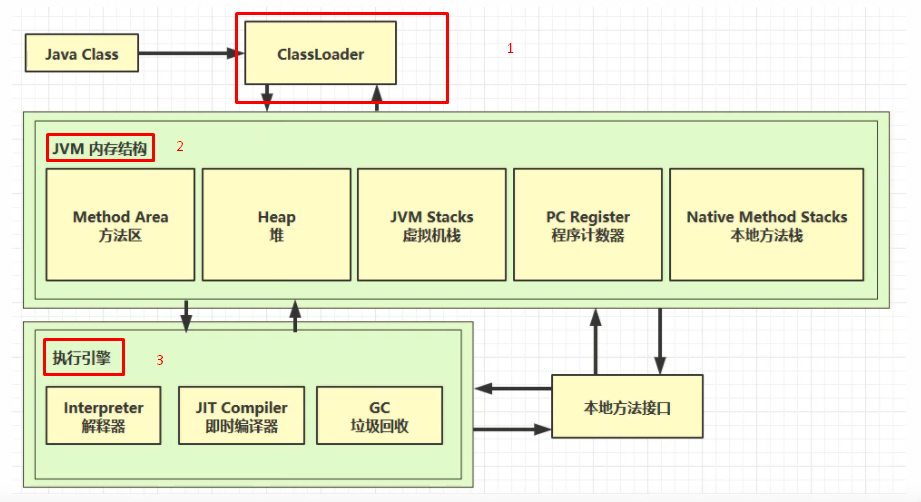 Java Class
ClassLoader
1
JVM 内存结构
2
Method Area
方法区
Heap
堆
JVM Stacks
虚拟机栈
PC Register
程序计数器
Native Method Stacks
本地方法栈
执行引擎
3
Interpreter
解释器
JIT Compiler
即时编译器
GC
垃圾回收
本地方法接口